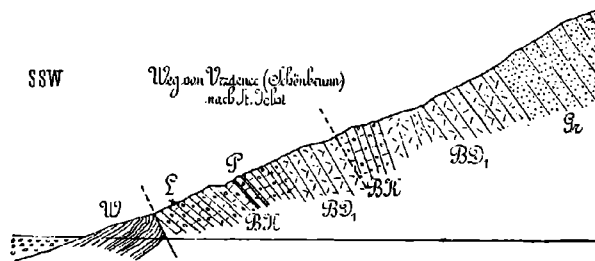 SSW
Weg von Vrzdenec (Schönbrunn)
nach St. Jobst
W
L
P
BK
BD₁
BK
BD₁
Gr